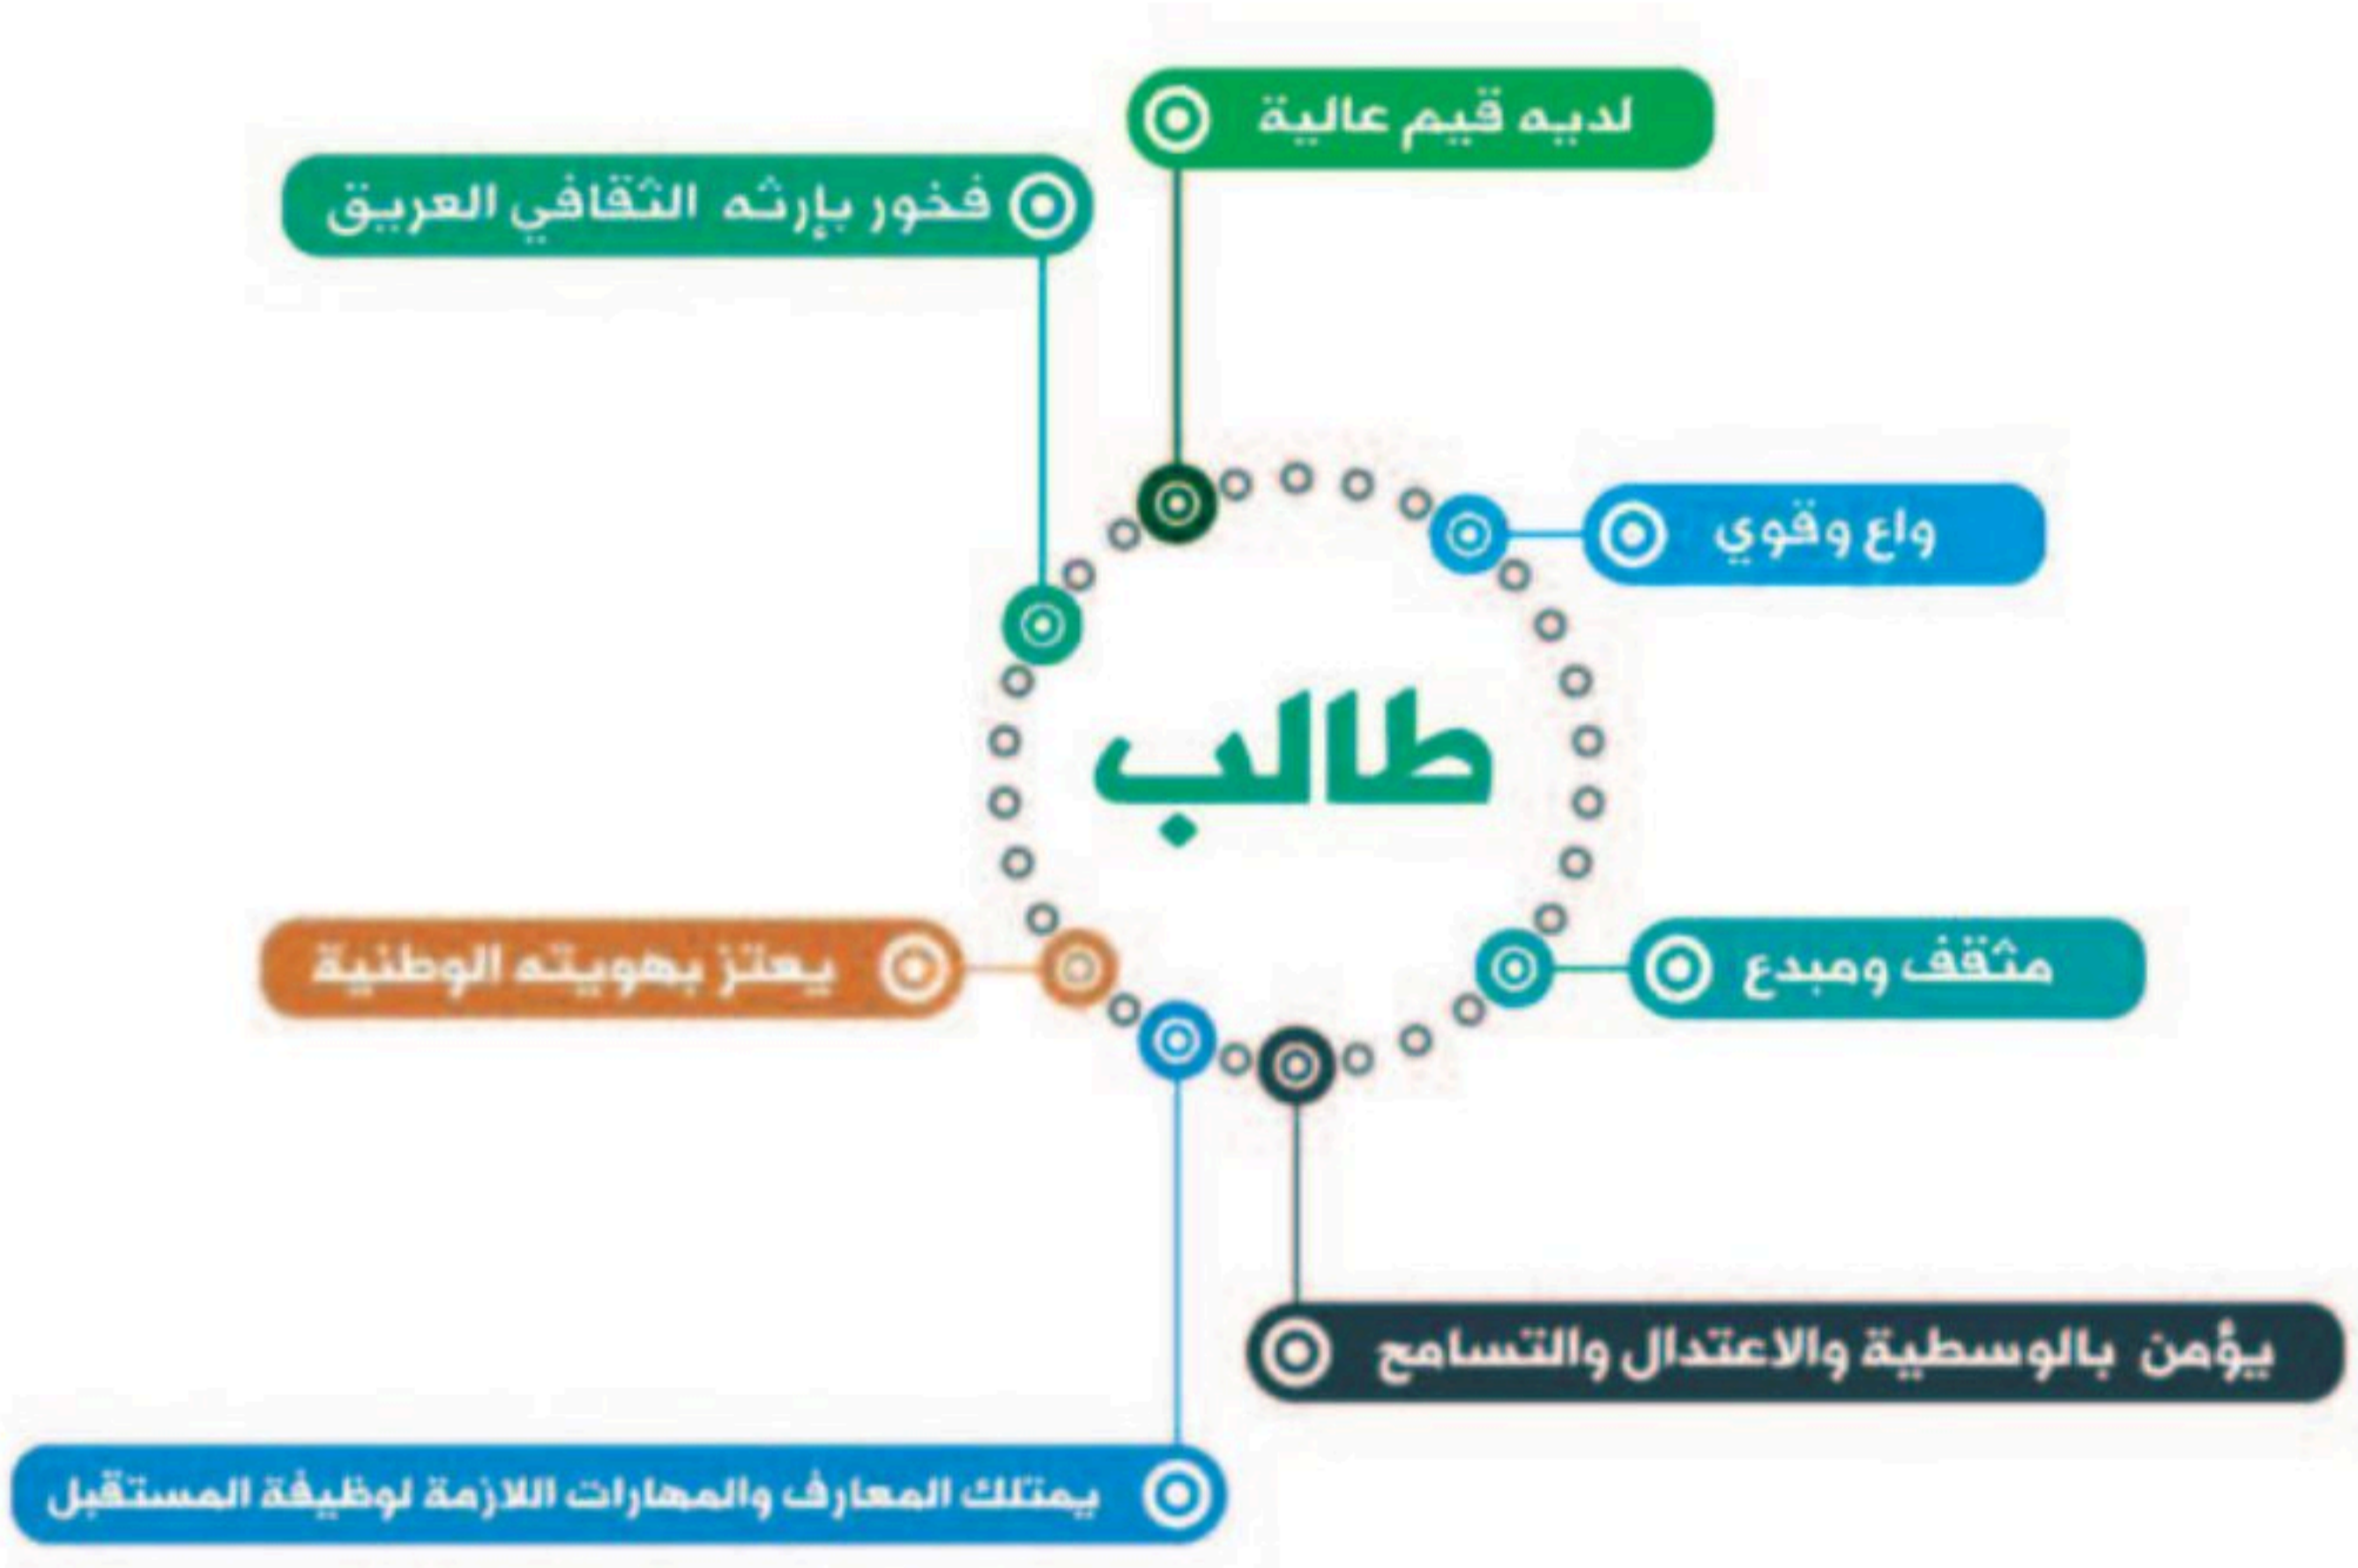 لديه قيم عالية
فخور بإرثه الثقافي العريق
واع وقوي
طالب
يعتز بهويته الوطنية
مثقف ومبدع
يؤمن بالوسطية والاعتدال والتسامح
يمتلك المعارف والمهارات اللازمة لوظيفة المستقبل